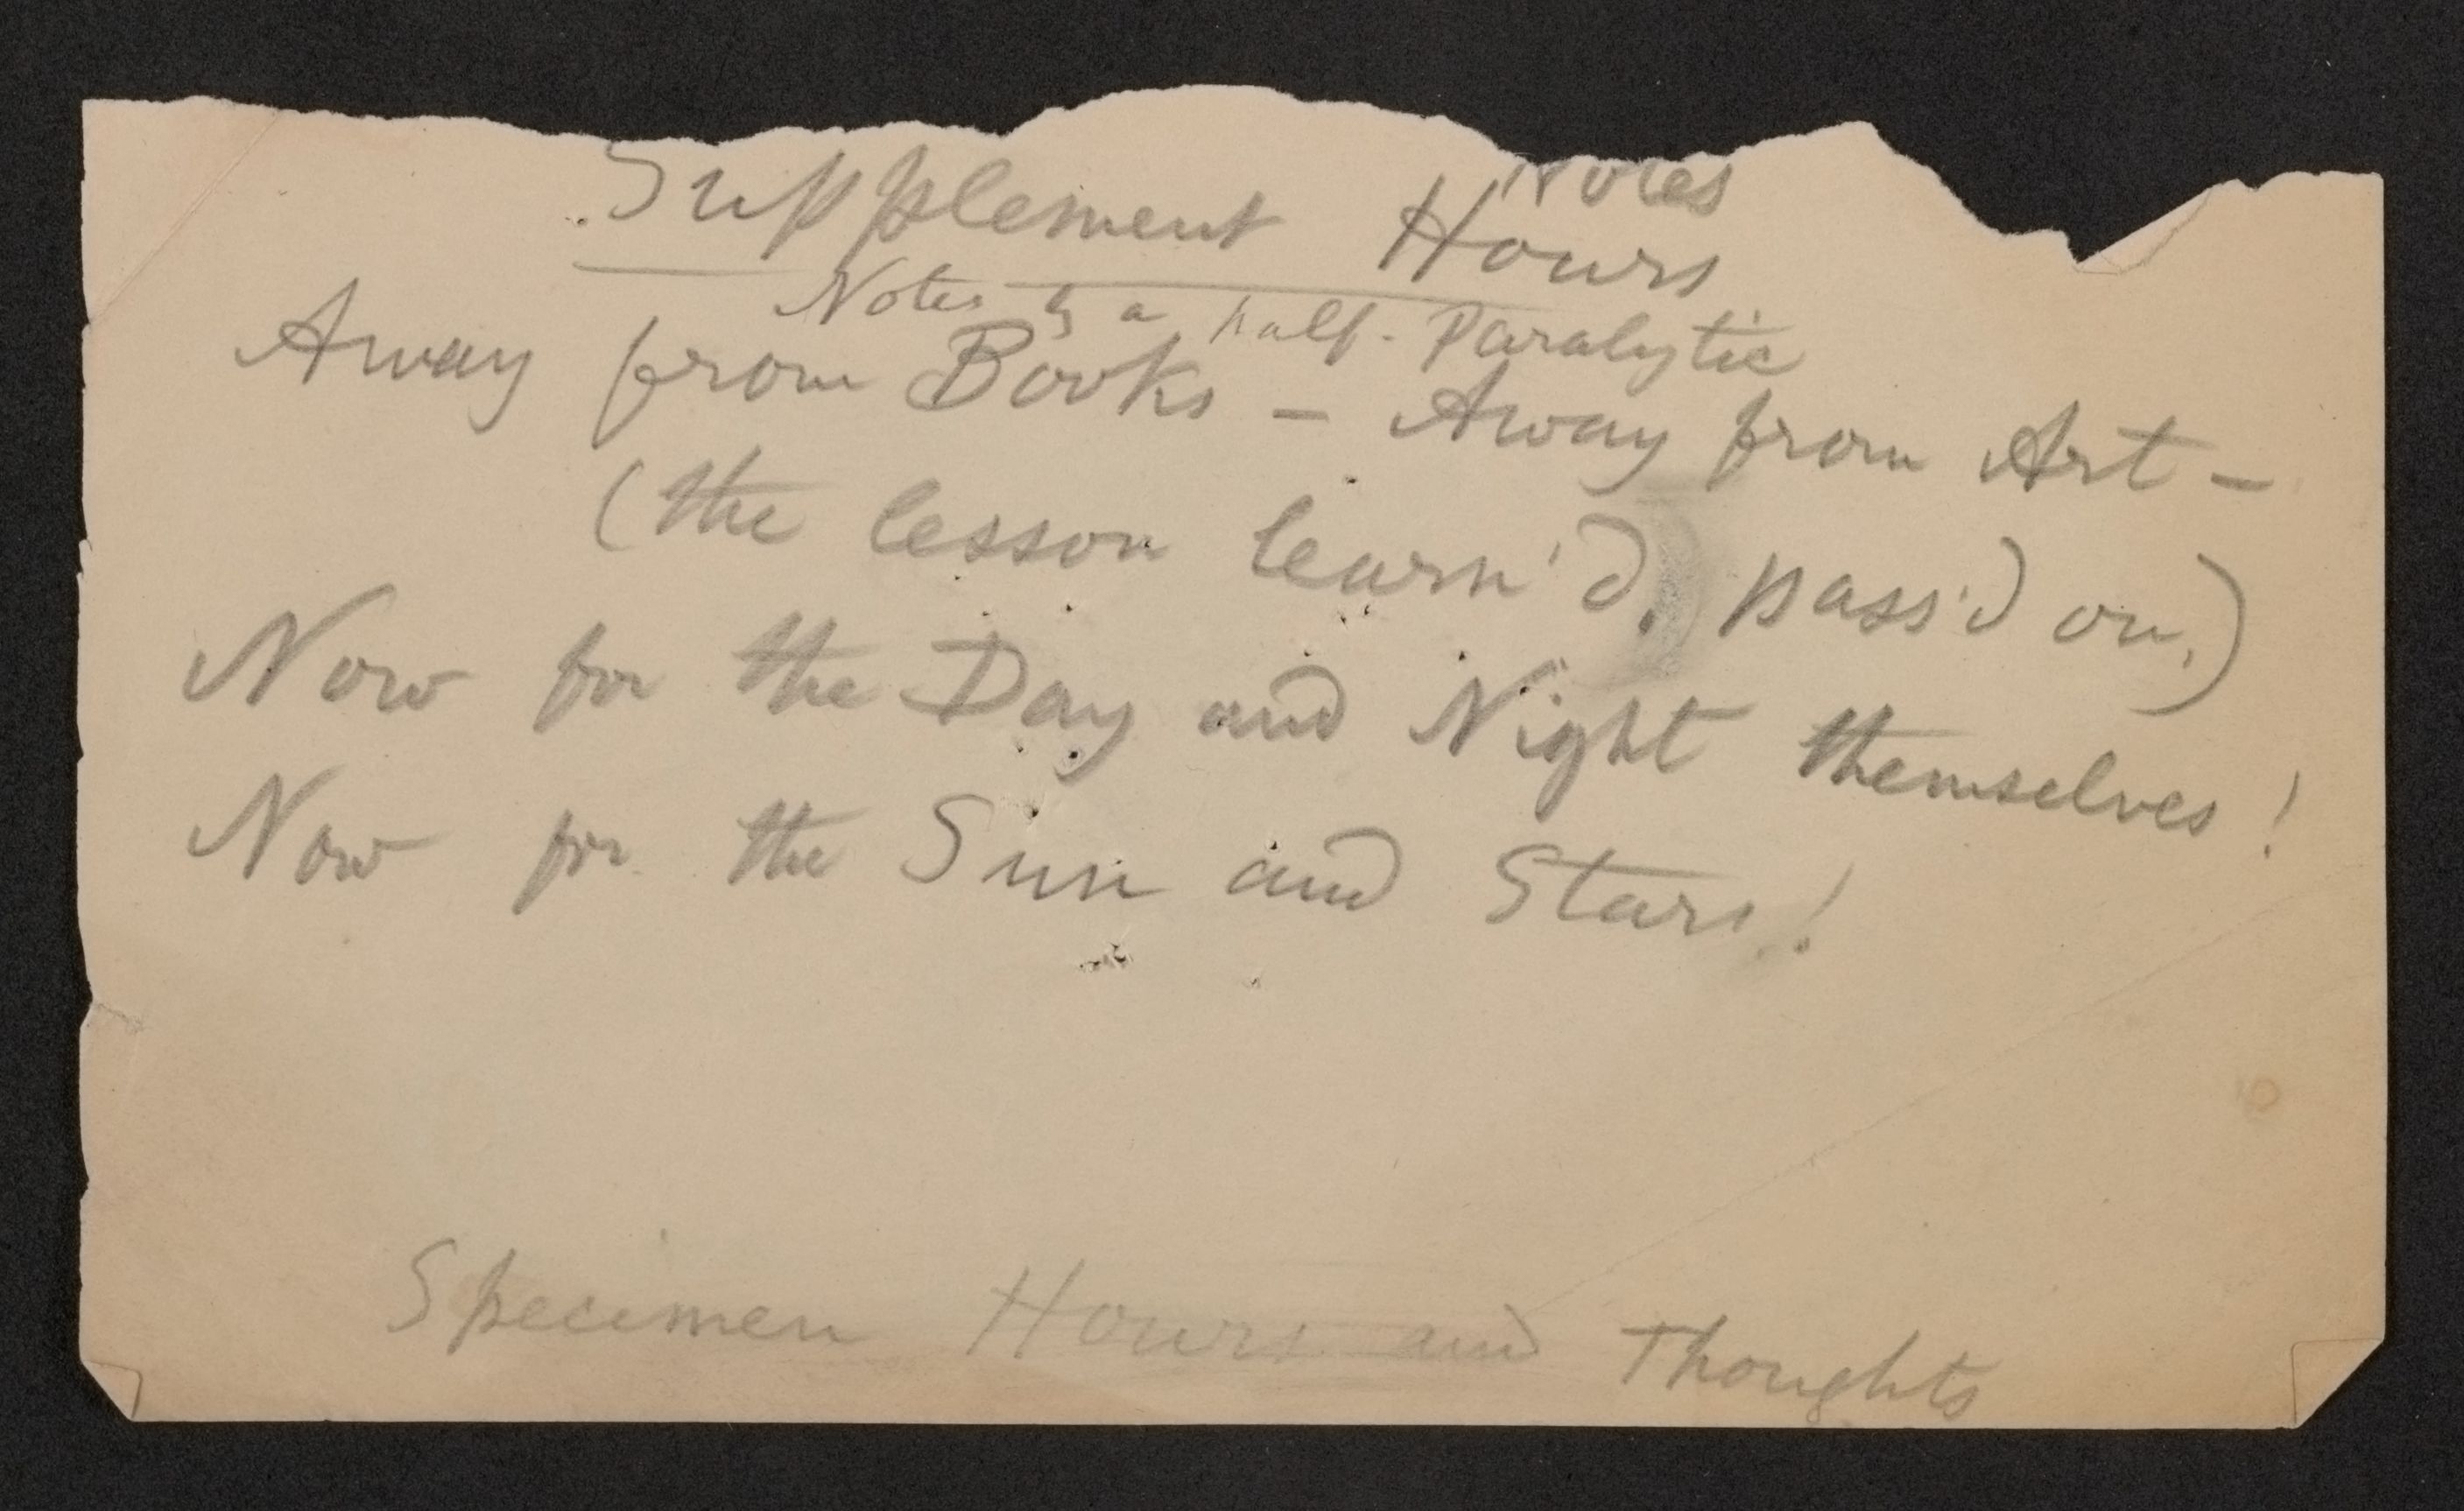 Notes
Supplement Hours
Notes by a half-Paralytic
Away from Books – Away from Art –
(the lesson learn'd, pass'd on,)
Now for the Day and Night themselves!
Now for the Sun and Stars!
Specimen Hours and Thoughts